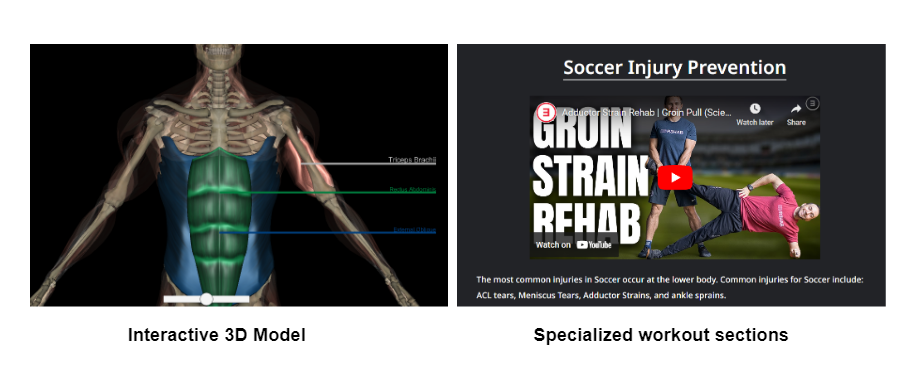 Triceps Brachii
Rectus Abdominis
External Oblique
Interactive 3D Model
Soccer Injury Prevention
Adductor Strain Rehab | Groin Pull (Scie...
Watch later
Share
GROIN
STRAIN
REHAB
Watch on YouTube
The most common injuries in Soccer occur at the lower body. Common injuries for Soccer include:
ACL tears, Meniscus Tears, Adductor Strains, and ankle sprains.
Specialized workout sections